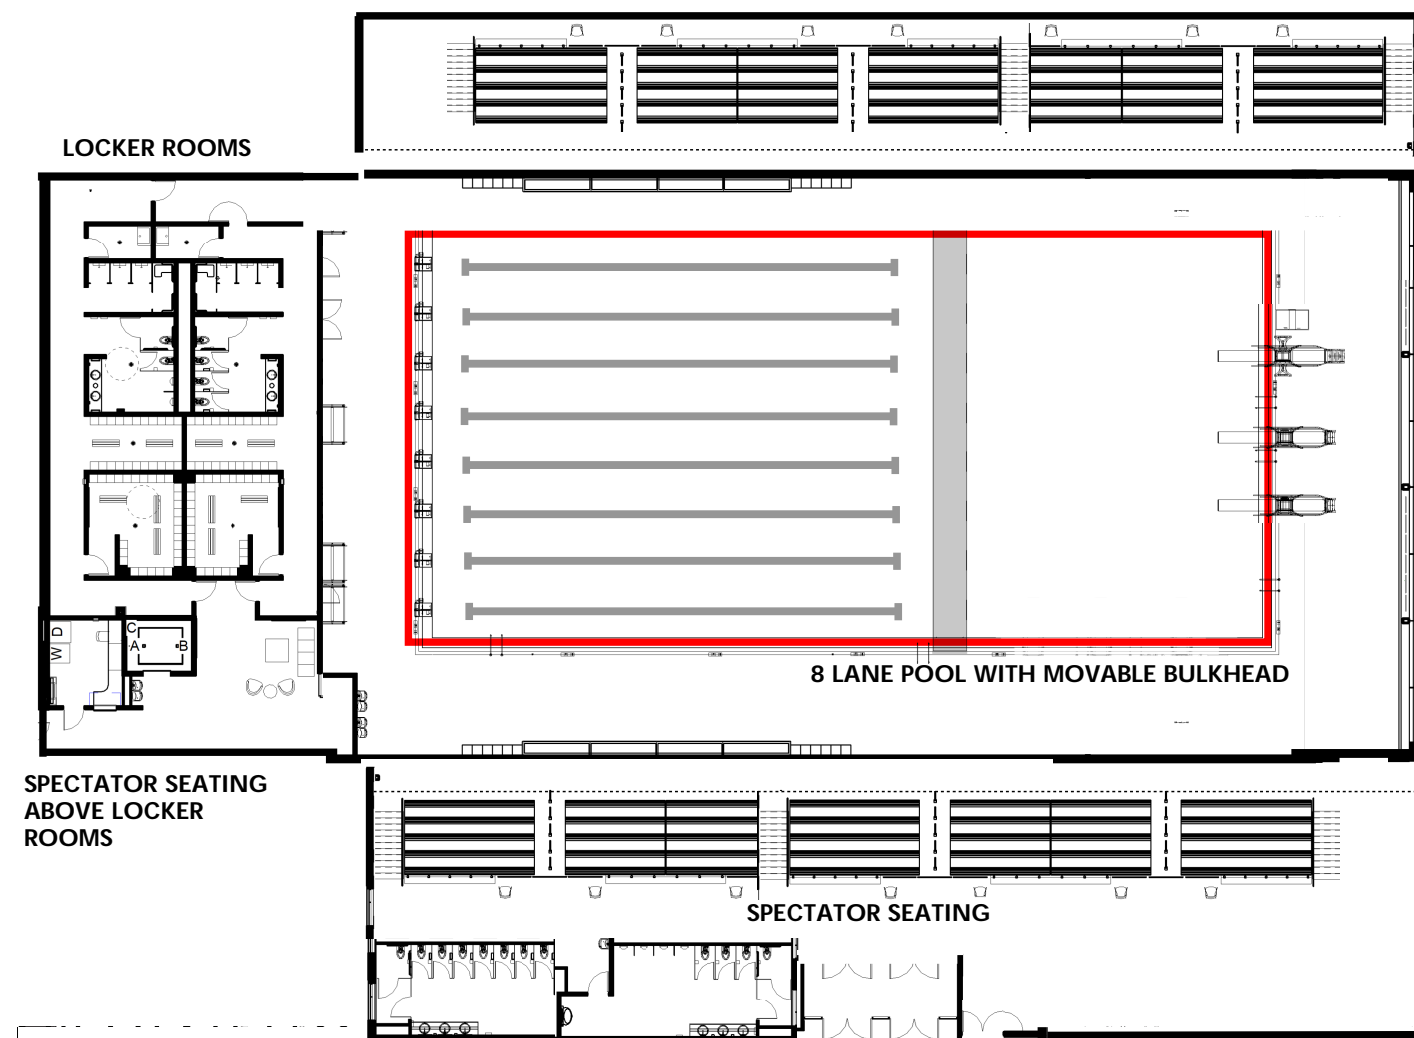 LOCKER ROOMS
D
W
C
A
B
8 LANE POOL WITH MOVABLE BULKHEAD
SPECTATOR SEATING
ABOVE LOCKER
ROOMS
SPECTATOR SEATING